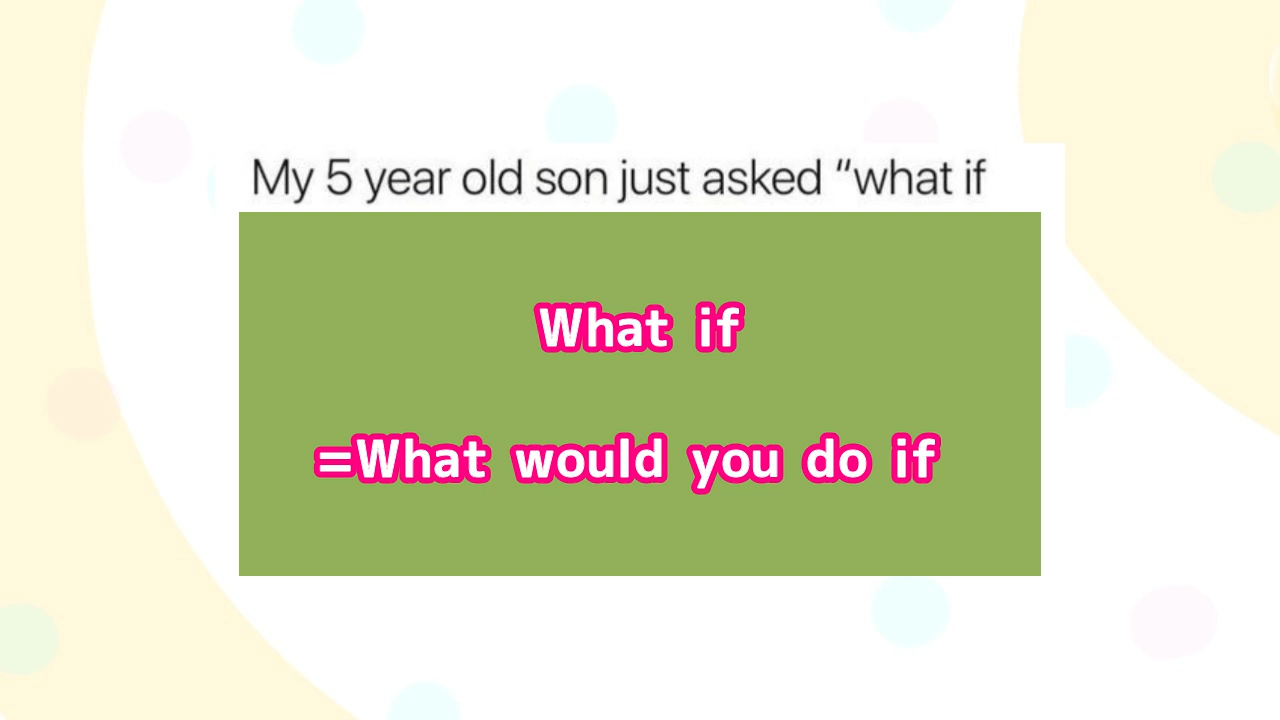 My 5 year old son just asked “what if
What if
=What would you do if